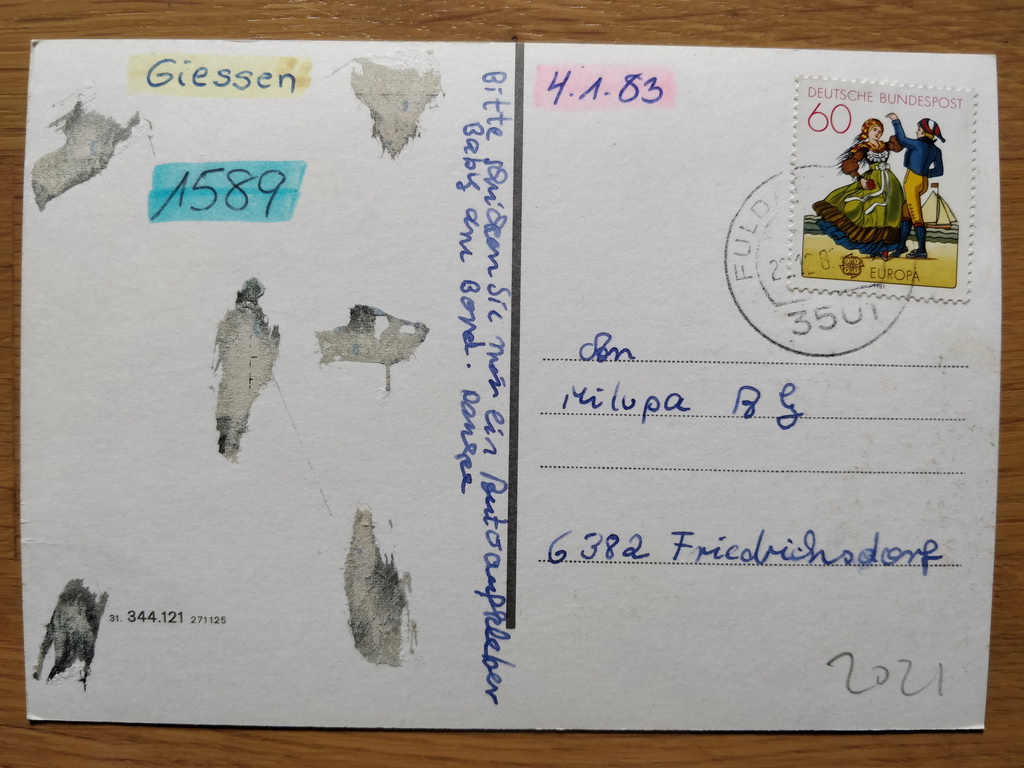 Giessen
1589
Bitte schicken Sie mir ein Autoaufkleber
Baby an Bord. Danke
31. 344.121 271125
4.1.83
DEUTSCHE BUNDESPOST
60
EUROPA
3501
An
Milupa AG
6382 Friedrichsdorf
2021